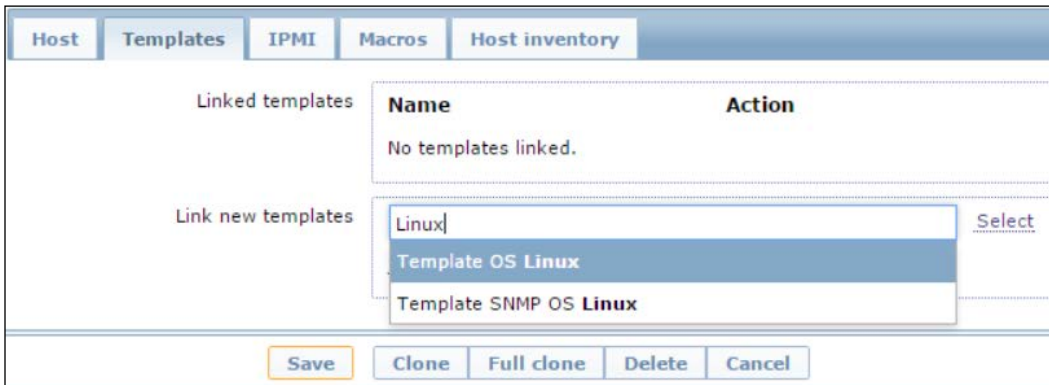 Host Templates IPMI Macros Host inventory
Linked templates Name Action
No templates linked.
Link new templates Linux Select
Template OS Linux
Template SNMP OS Linux
Save Clone Full clone Delete Cancel